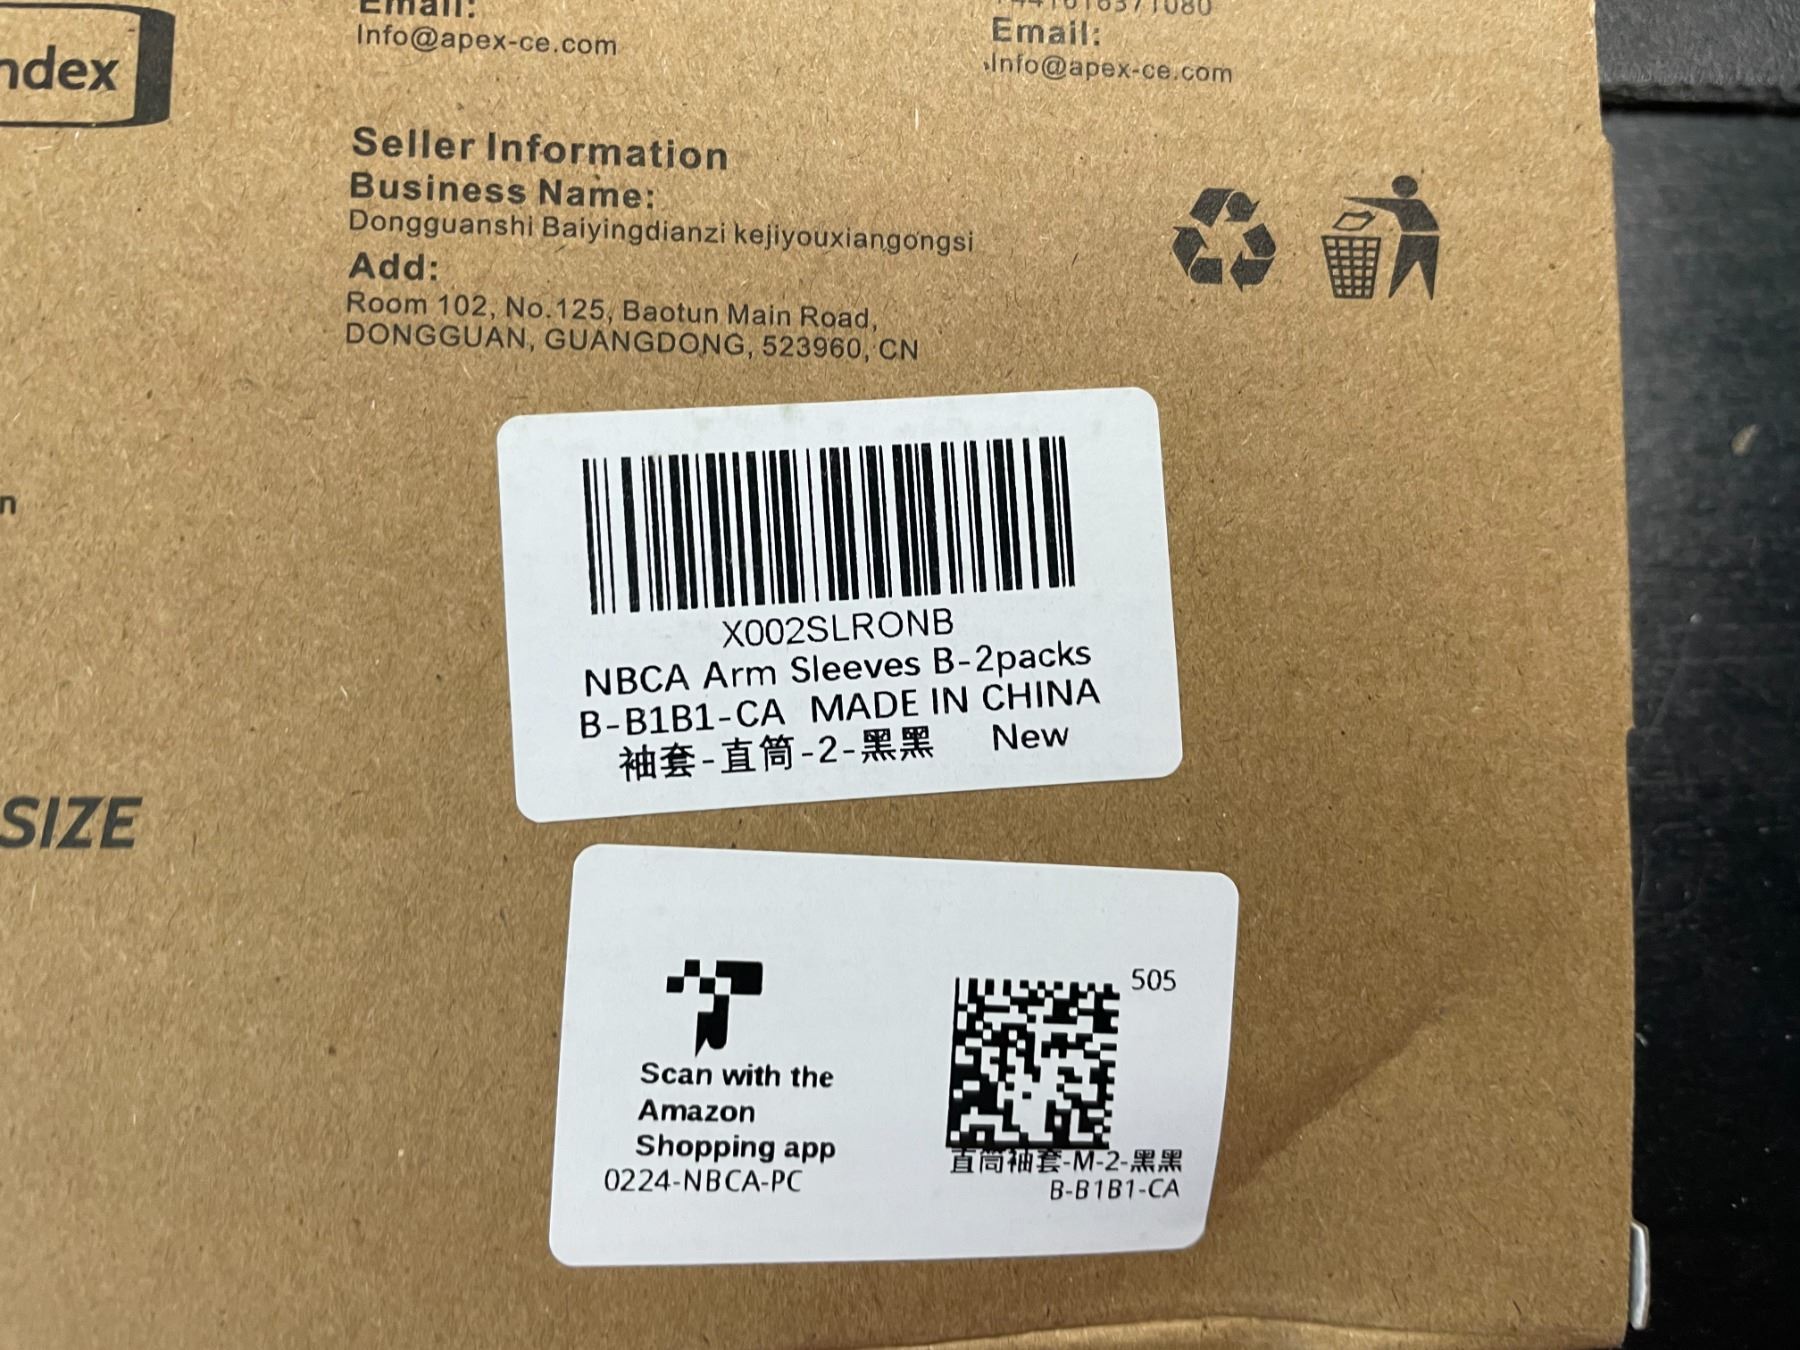 Email:
Info@apex-ce.com
Email:
Info@apex-ce.com
Seller Information
Business Name:
Dongguanshi Baiyingdianzi kejiyouxiangongsi
Add:
Room 102, No.125, Baotun Main Road,
DONGGUAN, GUANGDONG, 523960, CN
X002SLRONB
NBCA Arm Sleeves B-2packs
B-B1B1-CA MADE IN CHINA
袖套-直筒-2-黑黑 New
SIZE
505
Scan with the
Amazon
Shopping app
0224-NBCA-PC
直筒袖套-M-2-黑黑
B-B1B1-CA